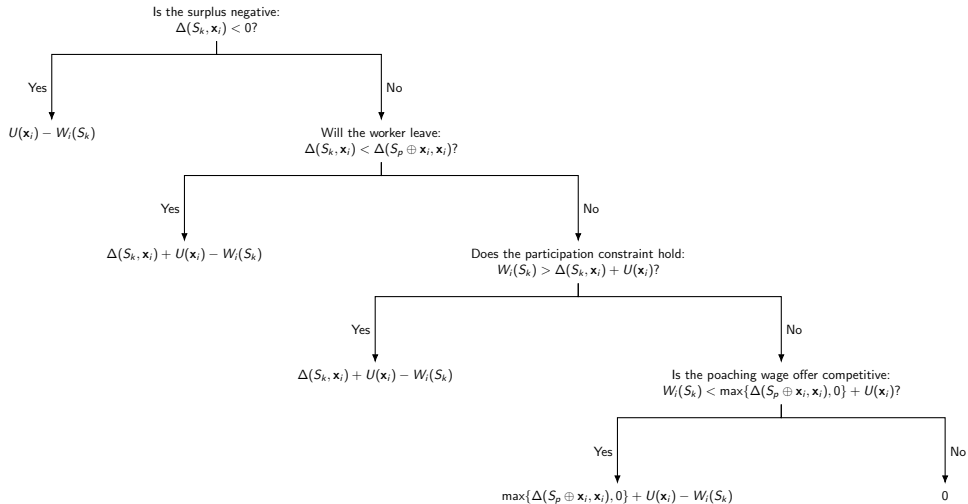 Is the surplus negative:
Δ(S_k, 𝐱_i) < 0?
Yes
No
U(𝐱_i) − W_i(S_k)
Will the worker leave:
Δ(S_k, 𝐱_i) < Δ(S_p ⊕ 𝐱_i, 𝐱_i)?
Yes
No
Δ(S_k, 𝐱_i) + U(𝐱_i) − W_i(S_k)
Does the participation constraint hold:
W_i(S_k) > Δ(S_k, 𝐱_i) + U(𝐱_i)?
Yes
No
Δ(S_k, 𝐱_i) + U(𝐱_i) − W_i(S_k)
Is the poaching wage offer competitive:
W_i(S_k) < max{Δ(S_p ⊕ 𝐱_i, 𝐱_i), 0} + U(𝐱_i)?
Yes
No
max{Δ(S_p ⊕ 𝐱_i, 𝐱_i), 0} + U(𝐱_i) − W_i(S_k)
0